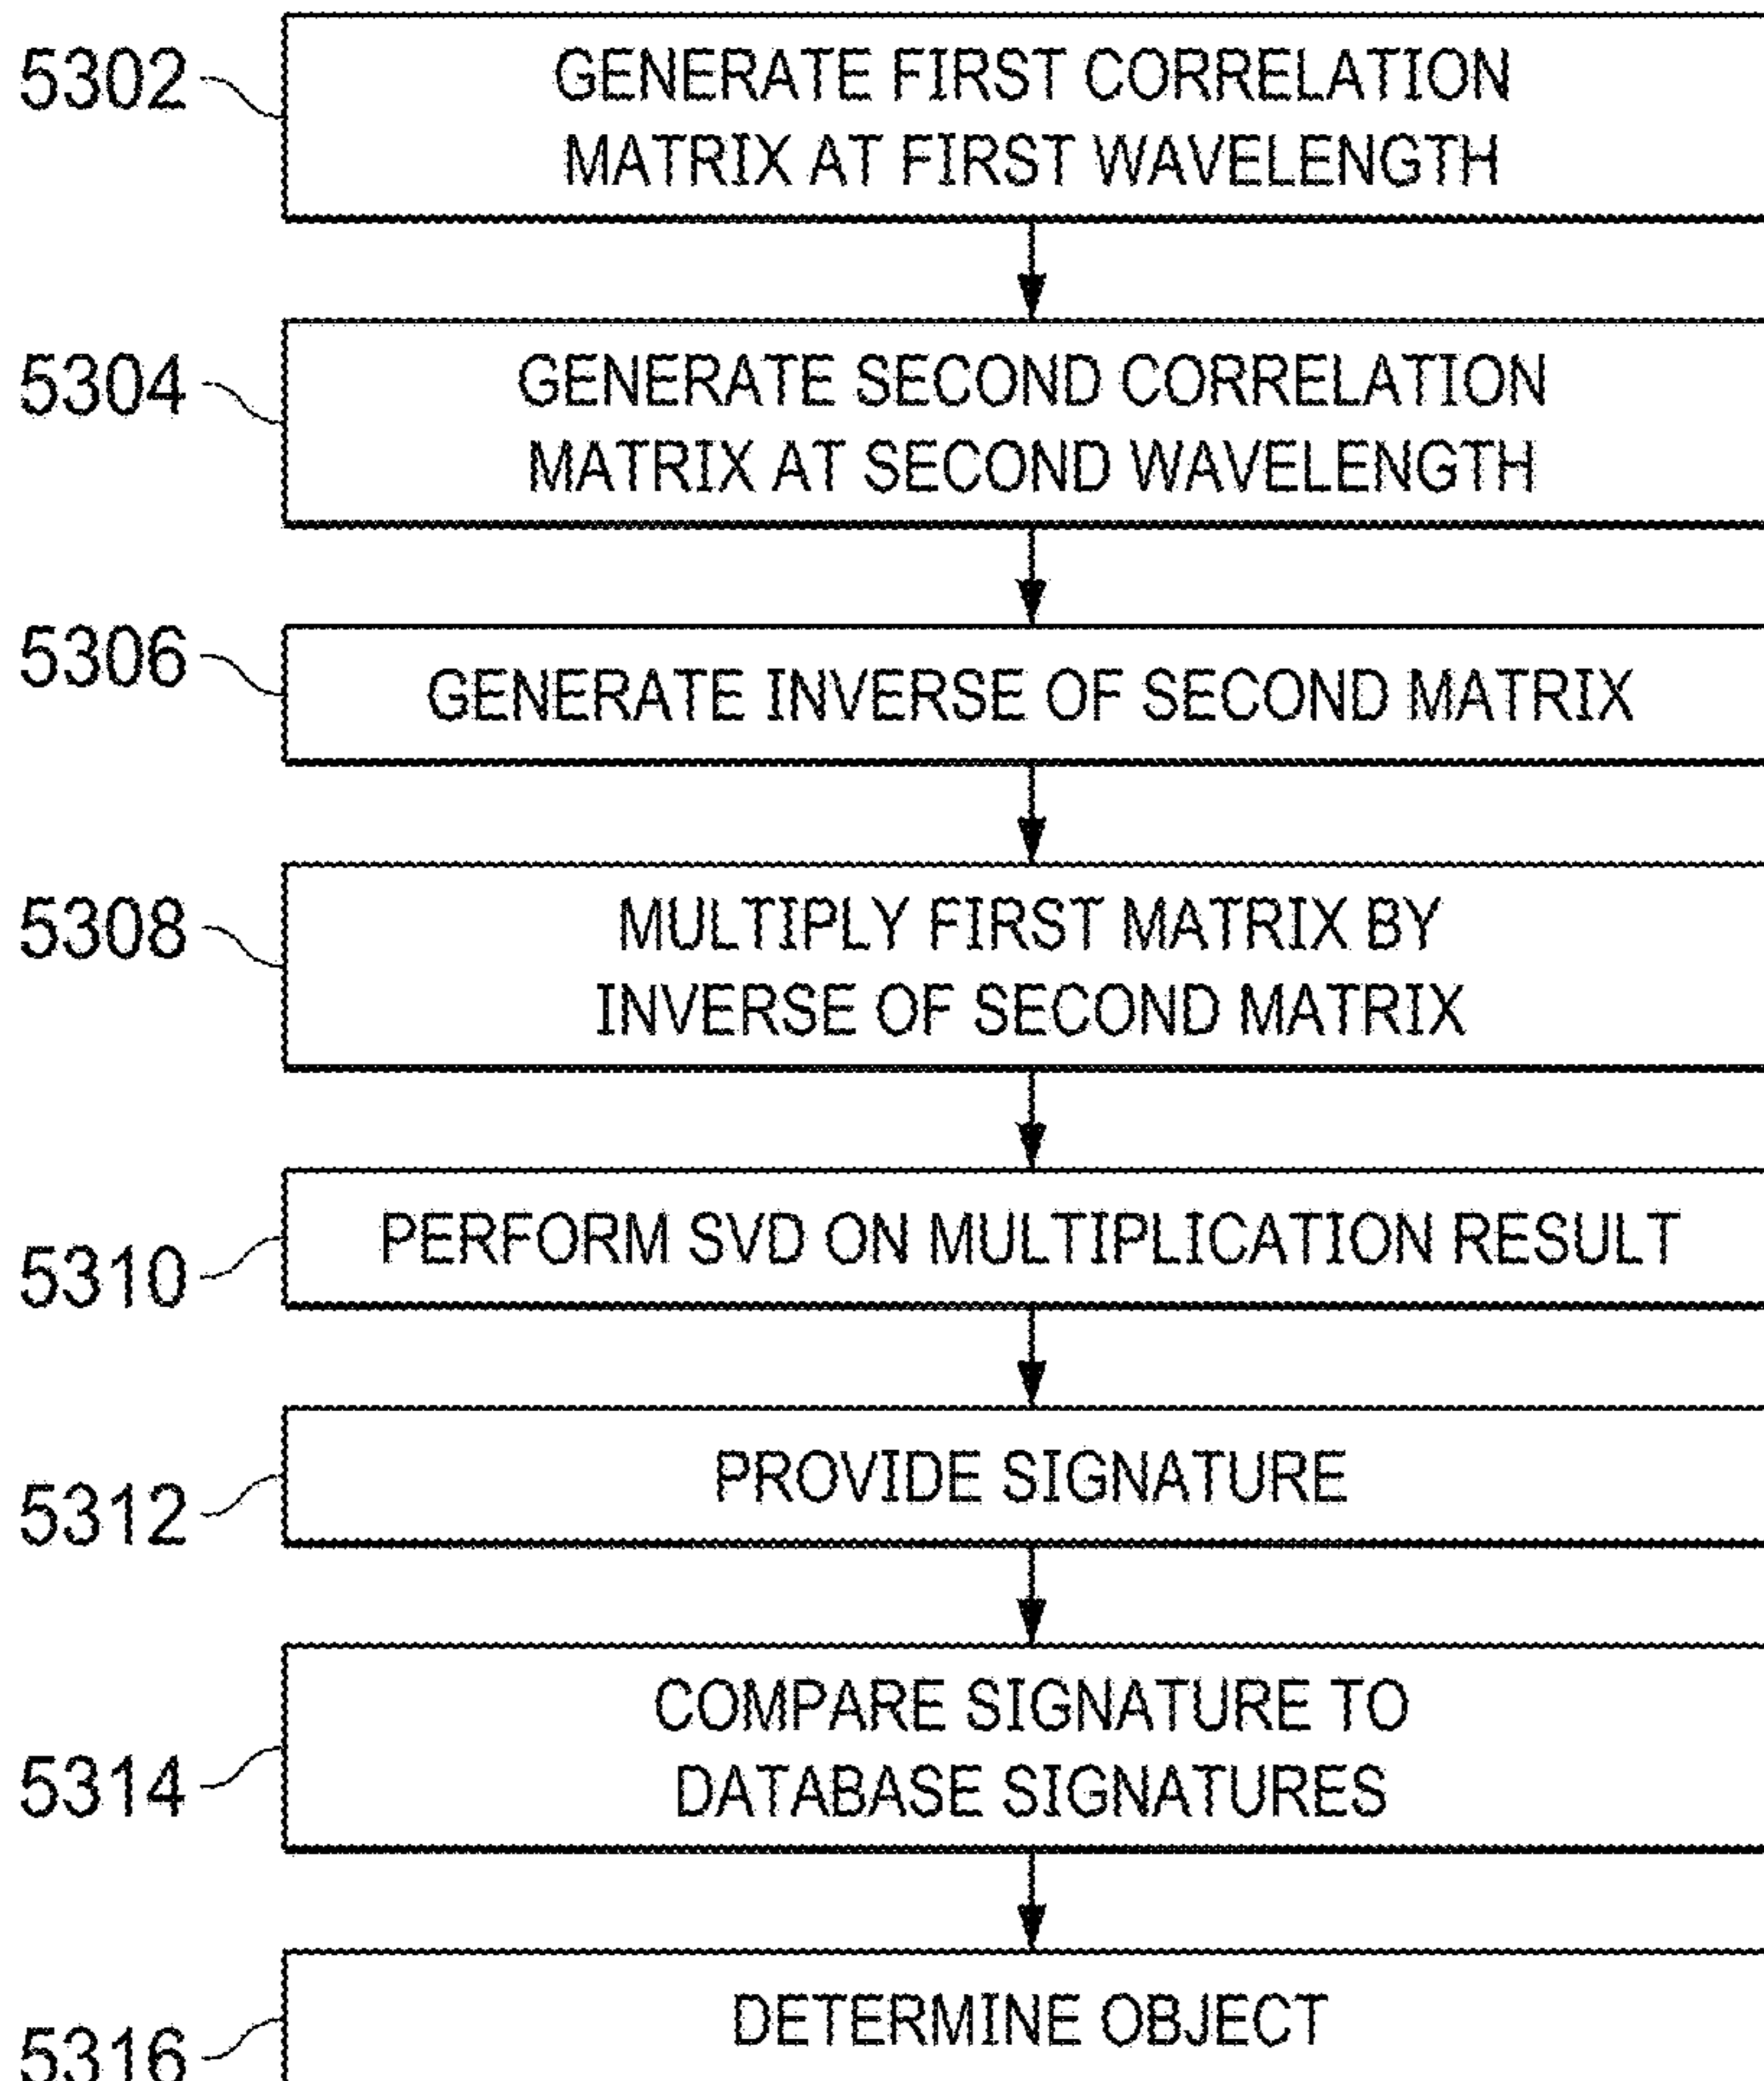 5302
GENERATE FIRST CORRELATION
MATRIX AT FIRST WAVELENGTH
5304
GENERATE SECOND CORRELATION
MATRIX AT SECOND WAVELENGTH
5306
GENERATE INVERSE OF SECOND MATRIX
5308
MULTIPLY FIRST MATRIX BY
INVERSE OF SECOND MATRIX
5310
PERFORM SVD ON MULTIPLICATION RESULT
5312
PROVIDE SIGNATURE
5314
COMPARE SIGNATURE TO
DATABASE SIGNATURES
5316
DETERMINE OBJECT